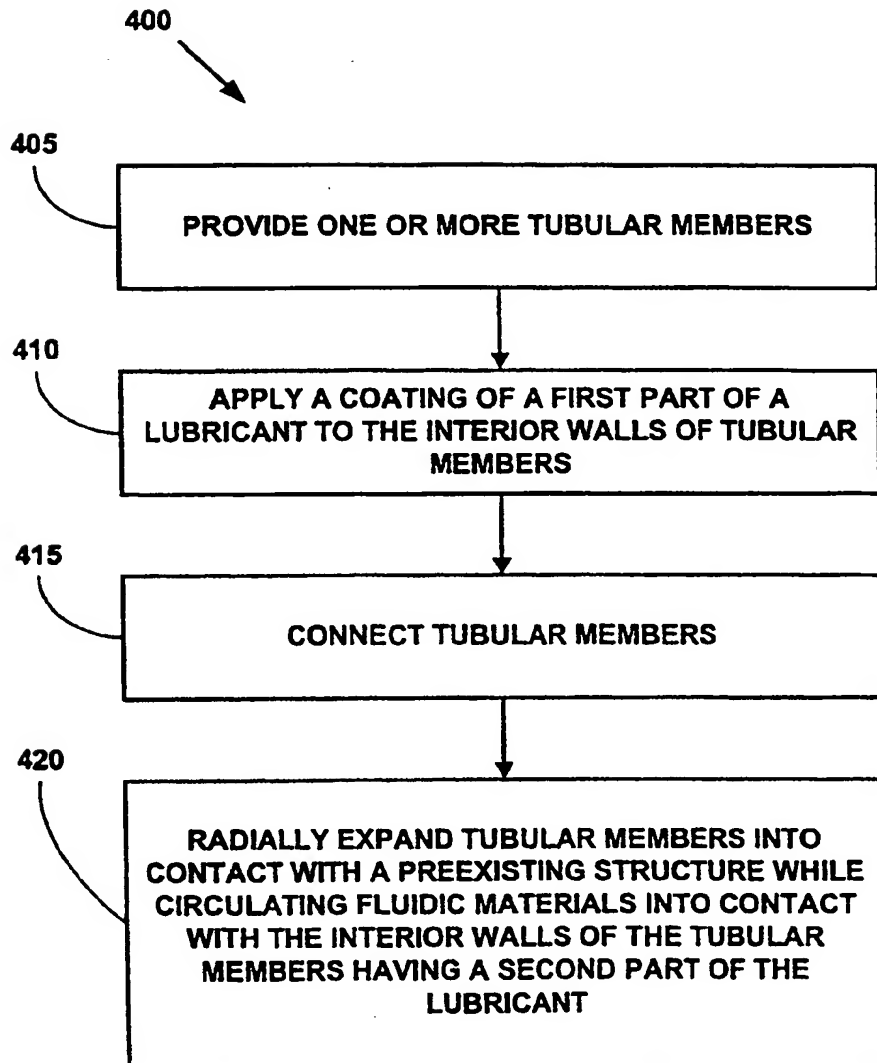 400
405
PROVIDE ONE OR MORE TUBULAR MEMBERS
410
APPLY A COATING OF A FIRST PART OF A
LUBRICANT TO THE INTERIOR WALLS OF TUBULAR
MEMBERS
415
CONNECT TUBULAR MEMBERS
420
RADIALLY EXPAND TUBULAR MEMBERS INTO
CONTACT WITH A PREEXISTING STRUCTURE WHILE
CIRCULATING FLUIDIC MATERIALS INTO CONTACT
WITH THE INTERIOR WALLS OF THE TUBULAR
MEMBERS HAVING A SECOND PART OF THE
LUBRICANT